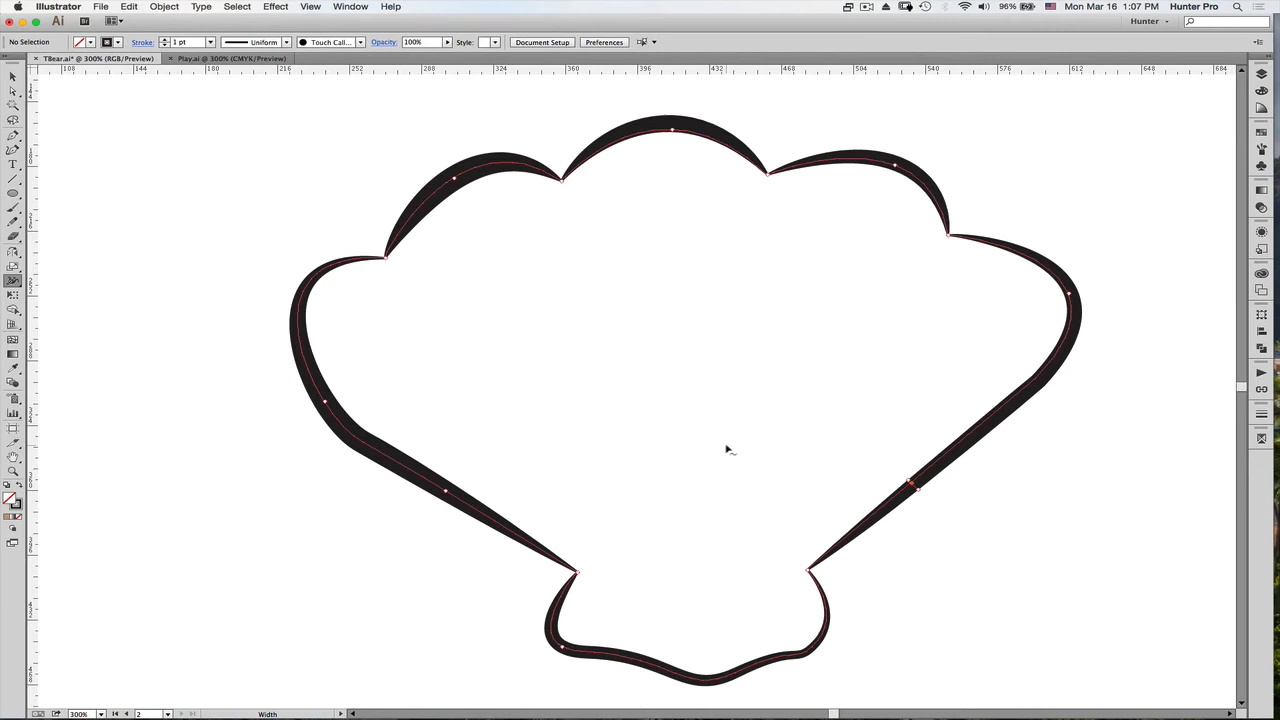 Illustrator File Edit Object Type Select Effect View Window Help 96% Mon Mar 16 1:07 PM Hunter Pro
Ai Br Hunter
No Selection Stroke: 1 pt Uniform Touch Call... Opacity: 100% Style: Document Setup Preferences
TBear.ai* @ 300% (RGB/Preview) Play.ai @ 300% (CMYK/Preview)
108 144 180 216 252 288 324 360 396 432 468 504 540 576 612 648 684
300% 2 Width